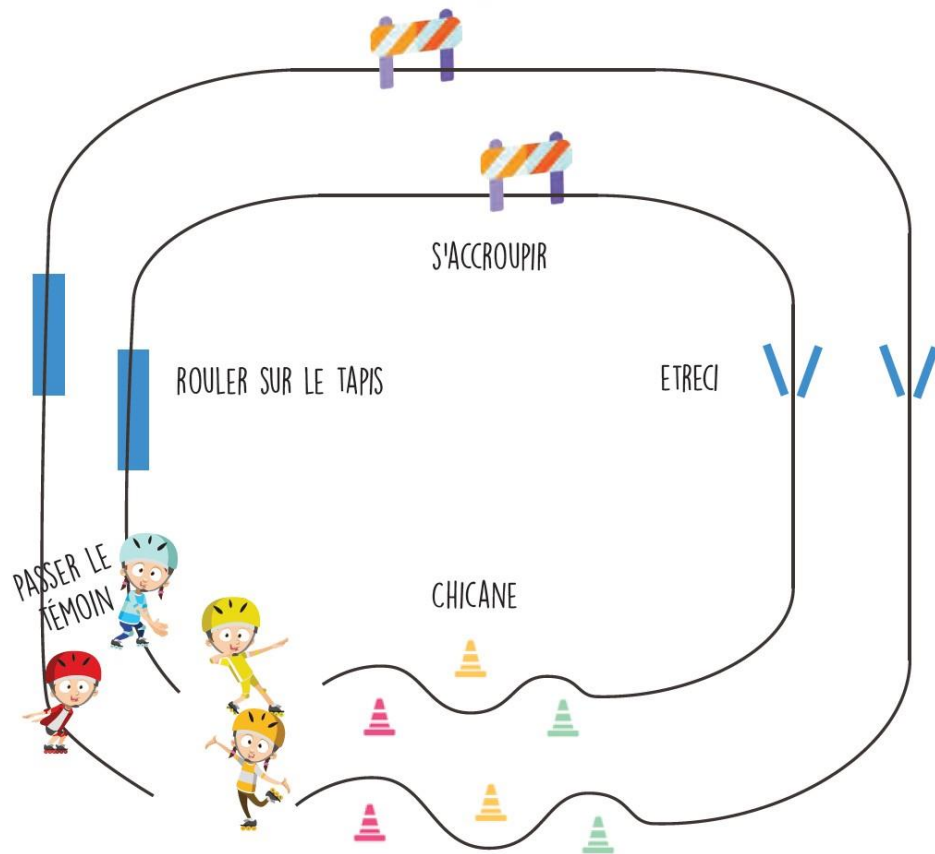 S'ACCROUPIR
ROULER SUR LE TAPIS
ETRECI
PASSER LE
TÉMOIN
CHICANE